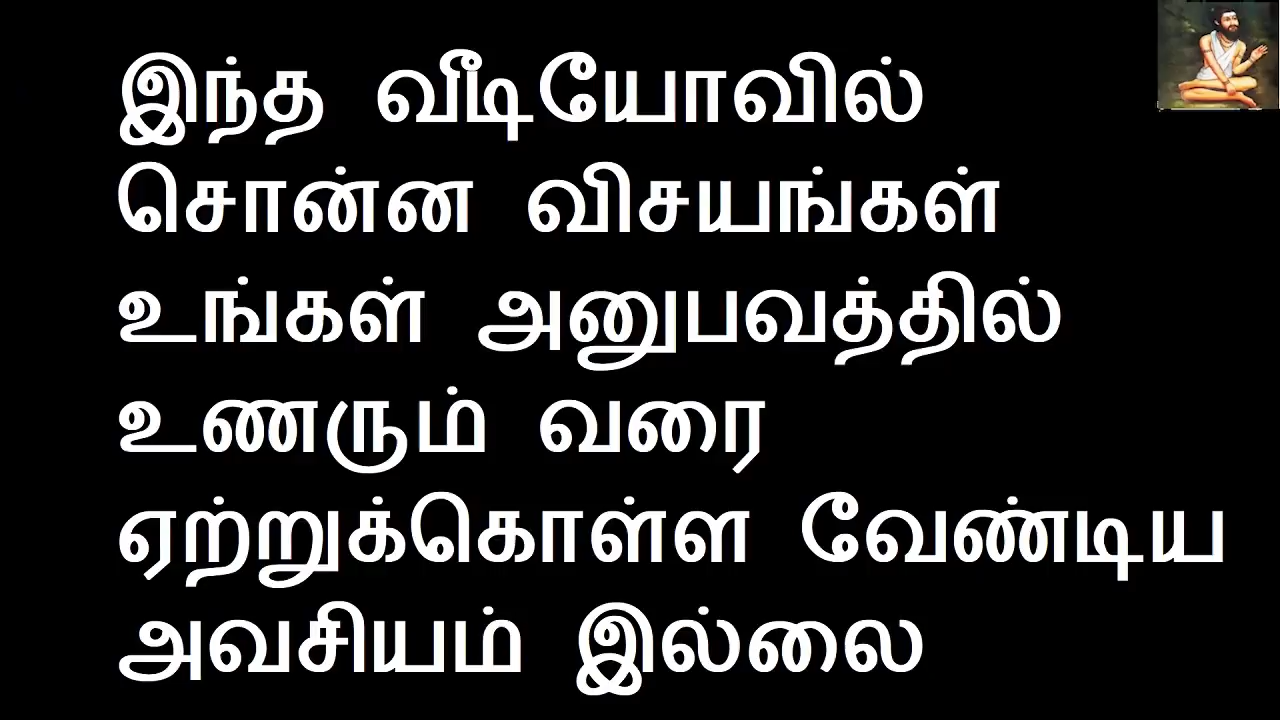 இந்த வீடியோவில்
சொன்ன விசயங்கள்
உங்கள் அனுபவத்தில்
உணரும் வரை
ஏற்றுக்கொள்ள வேண்டிய
அவசியம் இல்லை